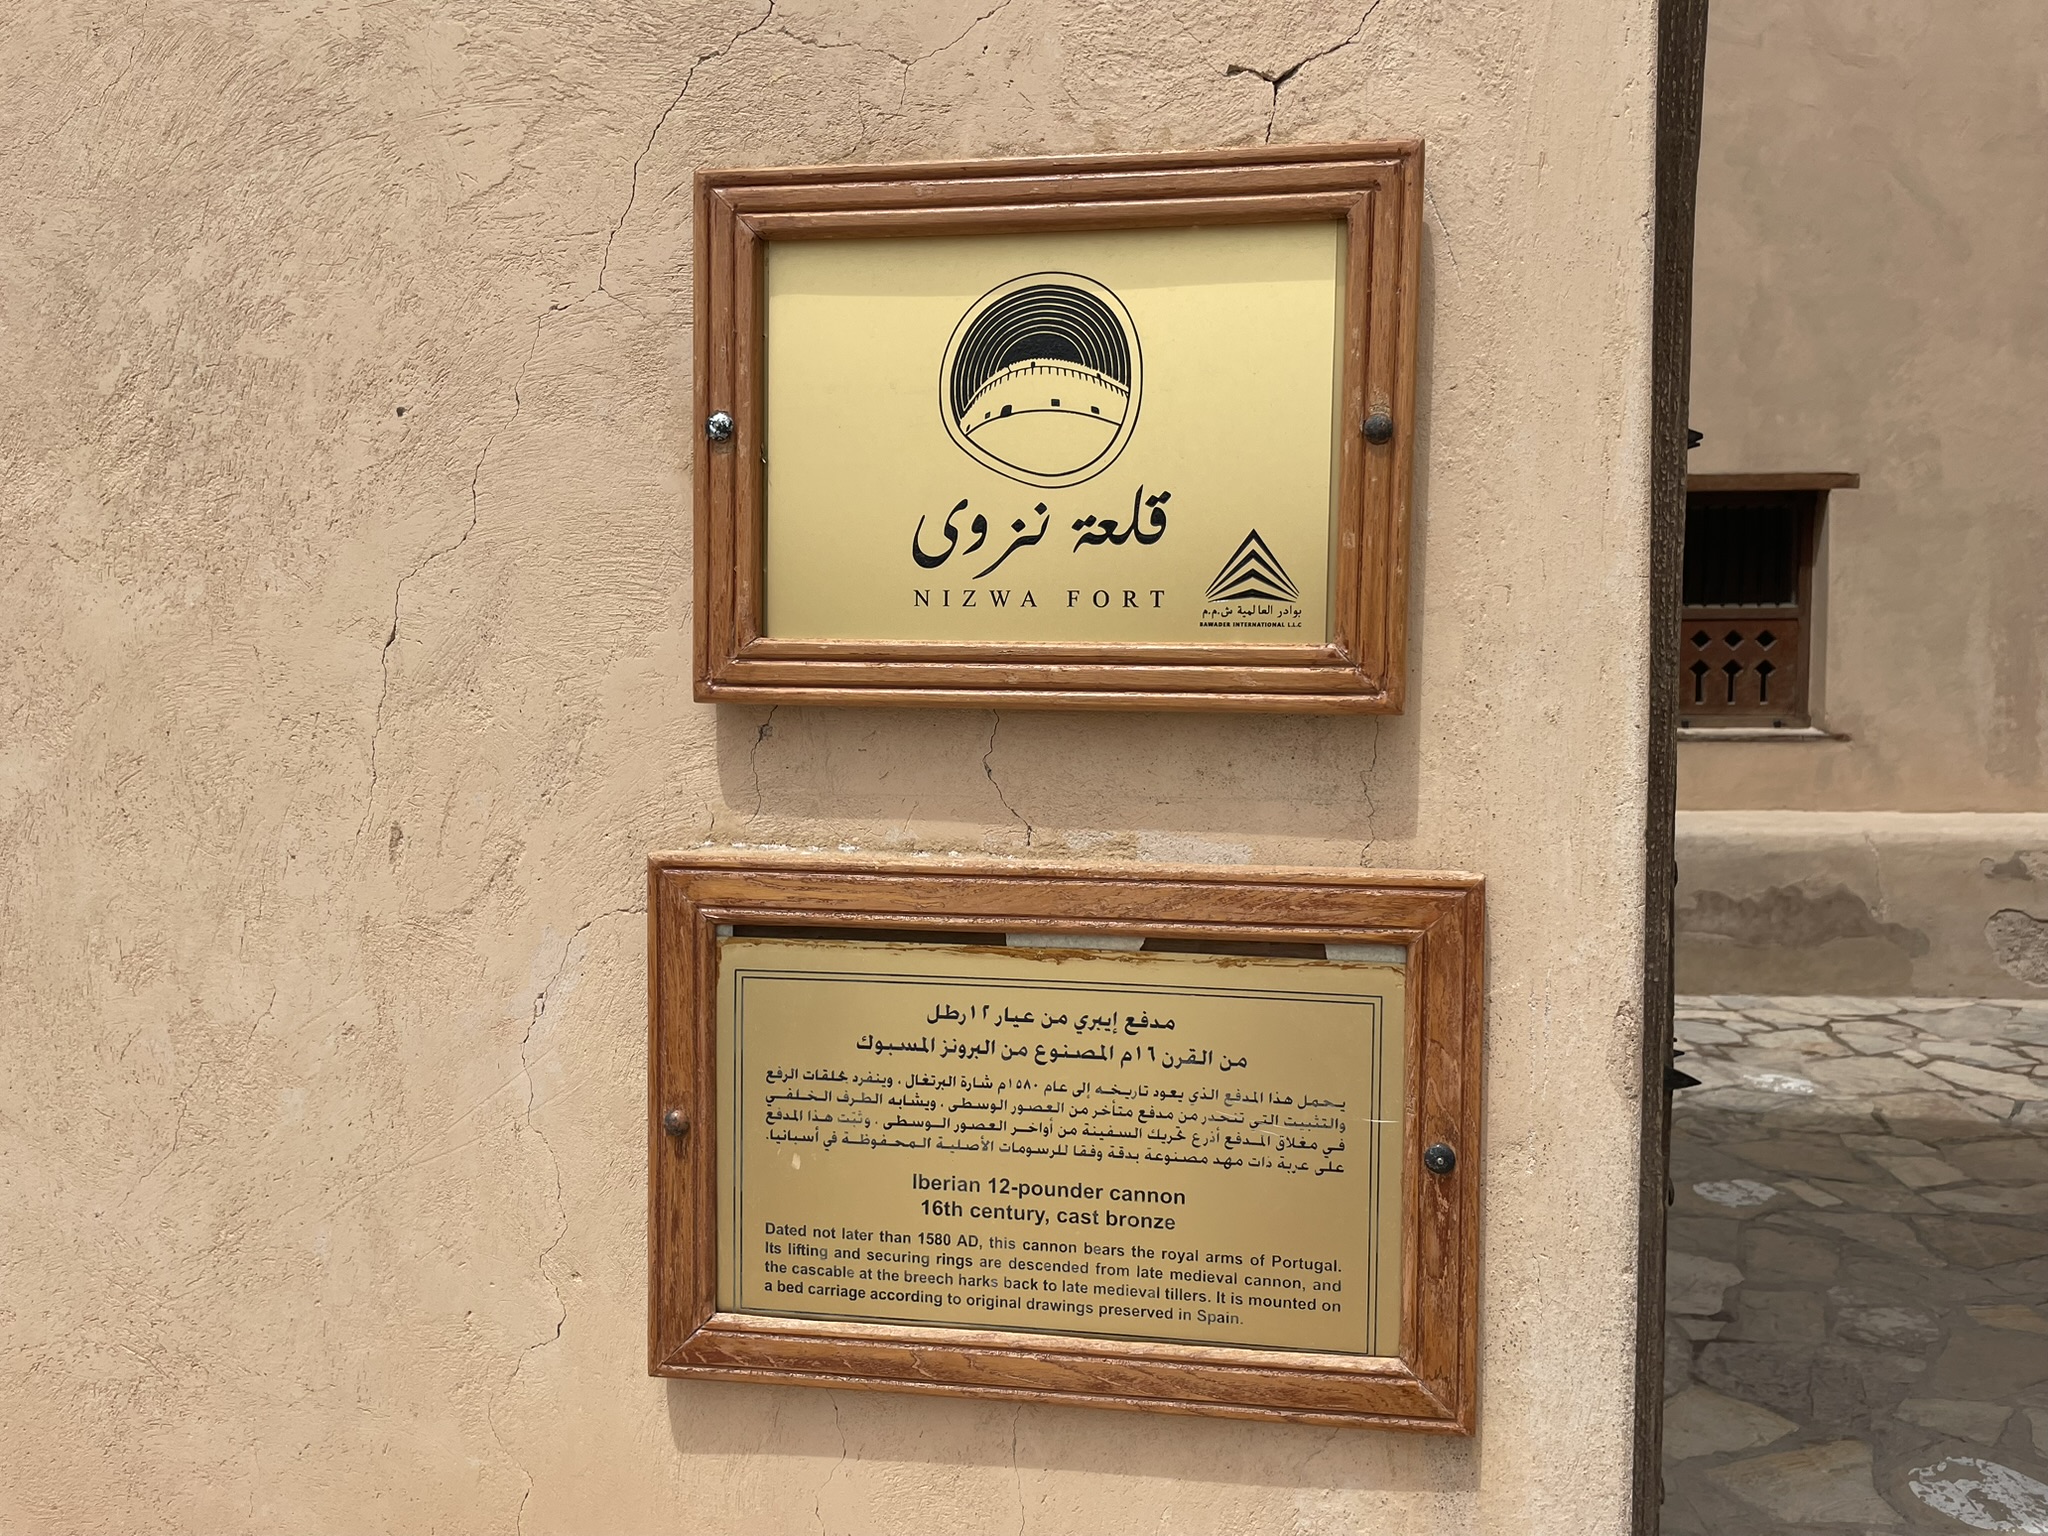 قلعة نزوى
NIZWA FORT
بوادر العالمية ش.م.م
BAWADER INTERNATIONAL L.L.C
مدفع إيبري من عيار ١٢رطل
من القرن ١٦م المصنوع من البرونز المسبوك
يحمل هذا المدفع الذي يعود تاريخه إلى عام ١٥٨٠م شارة البرتغال ، وينفرد بحلقات الرفع
والتثبيت التي تنحدر من مدفع متأخر من العصور الوسطى ، ويشابه الطرف الخلفي
في مغلاق المدفع أذرع تحريك السفينة من أواخر العصور الوسطى ، وثبّت هذا المدفع
على عربة ذات مهد مصنوعة بدقة وفقا للرسومات الأصلية المحفوظة في أسبانيا.
Iberian 12-pounder cannon
16th century, cast bronze
Dated not later than 1580 AD, this cannon bears the royal arms of Portugal.
Its lifting and securing rings are descended from late medieval cannon, and
the cascable at the breech harks back to late medieval tillers. It is mounted on
a bed carriage according to original drawings preserved in Spain.